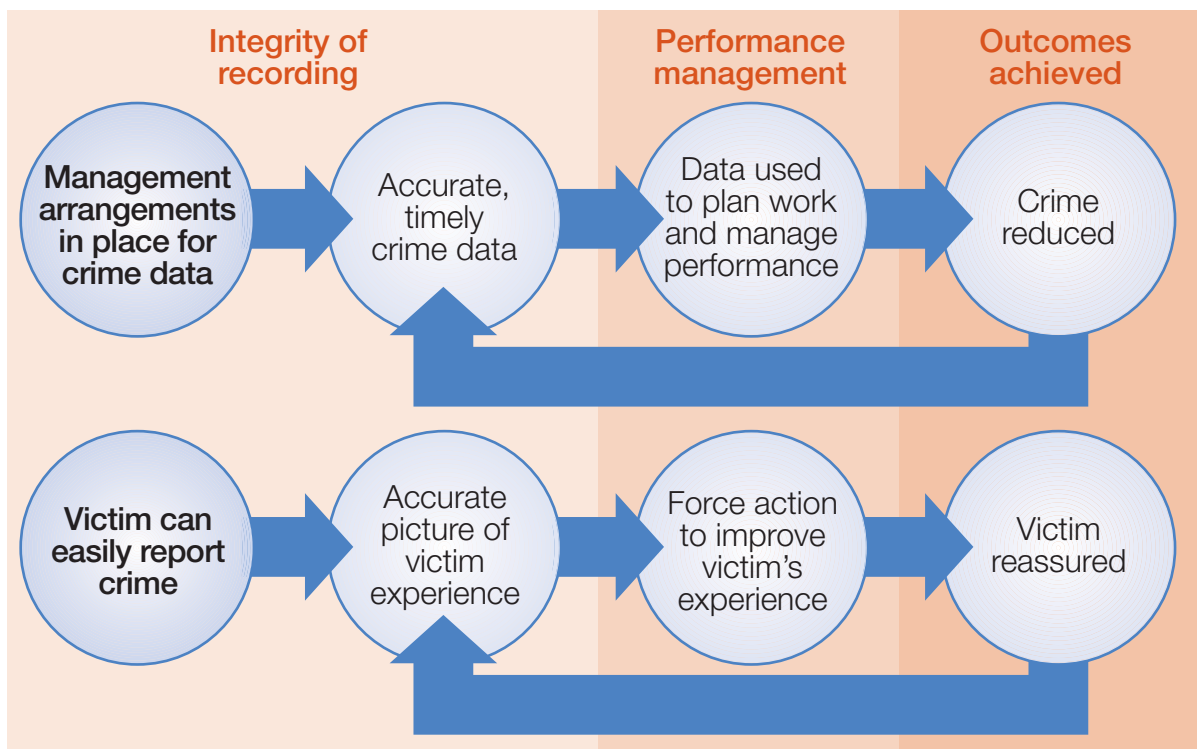 Integrity of
recording
Performance
management
Outcomes
achieved
Management
arrangements
in place for
crime data
Accurate,
timely
crime data
Data used
to plan work
and manage
performance
Crime
reduced
Victim can
easily report
crime
Accurate
picture of
victim
experience
Force action
to improve
victim’s
experience
Victim
reassured